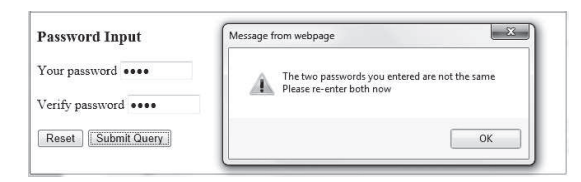 Password Input
Your password ••••
Verify password ••••
Reset Submit Query
Message from webpage
The two passwords you entered are not the same
Please re-enter both now
OK